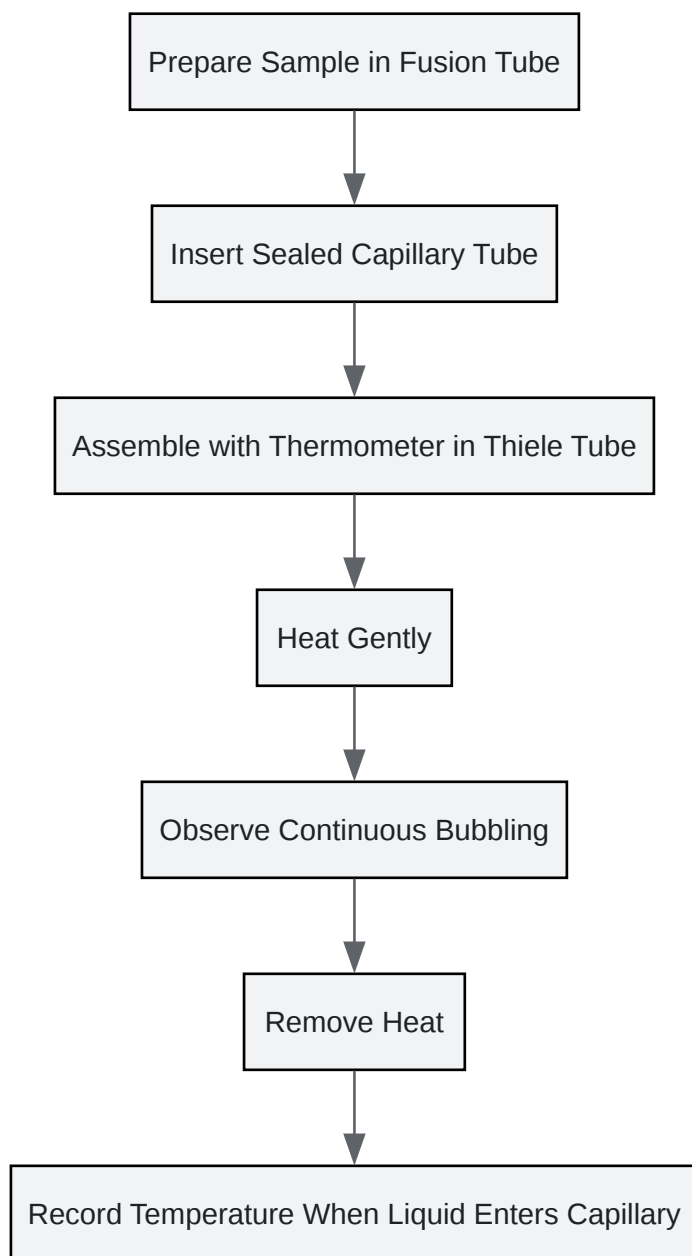 Prepare Sample in Fusion Tube
Insert Sealed Capillary Tube
Assemble with Thermometer in Thiele Tube
Heat Gently
Observe Continuous Bubbling
Remove Heat
Record Temperature When Liquid Enters Capillary